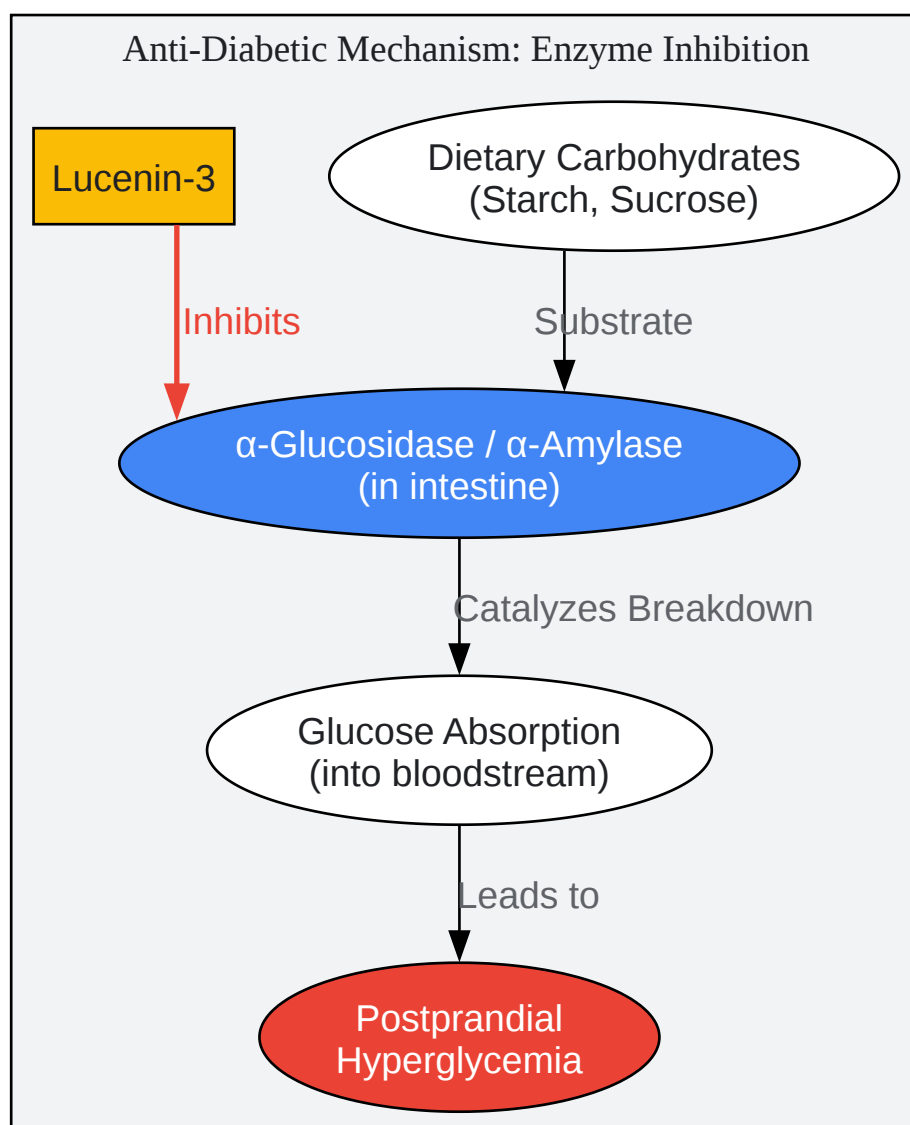 Anti-Diabetic Mechanism: Enzyme Inhibition
Lucenin-3
Dietary Carbohydrates
(Starch, Sucrose)
Inhibits
Substrate
α-Glucosidase / α-Amylase
(in intestine)
Catalyzes Breakdown
Glucose Absorption
(into bloodstream)
Leads to
Postprandial
Hyperglycemia